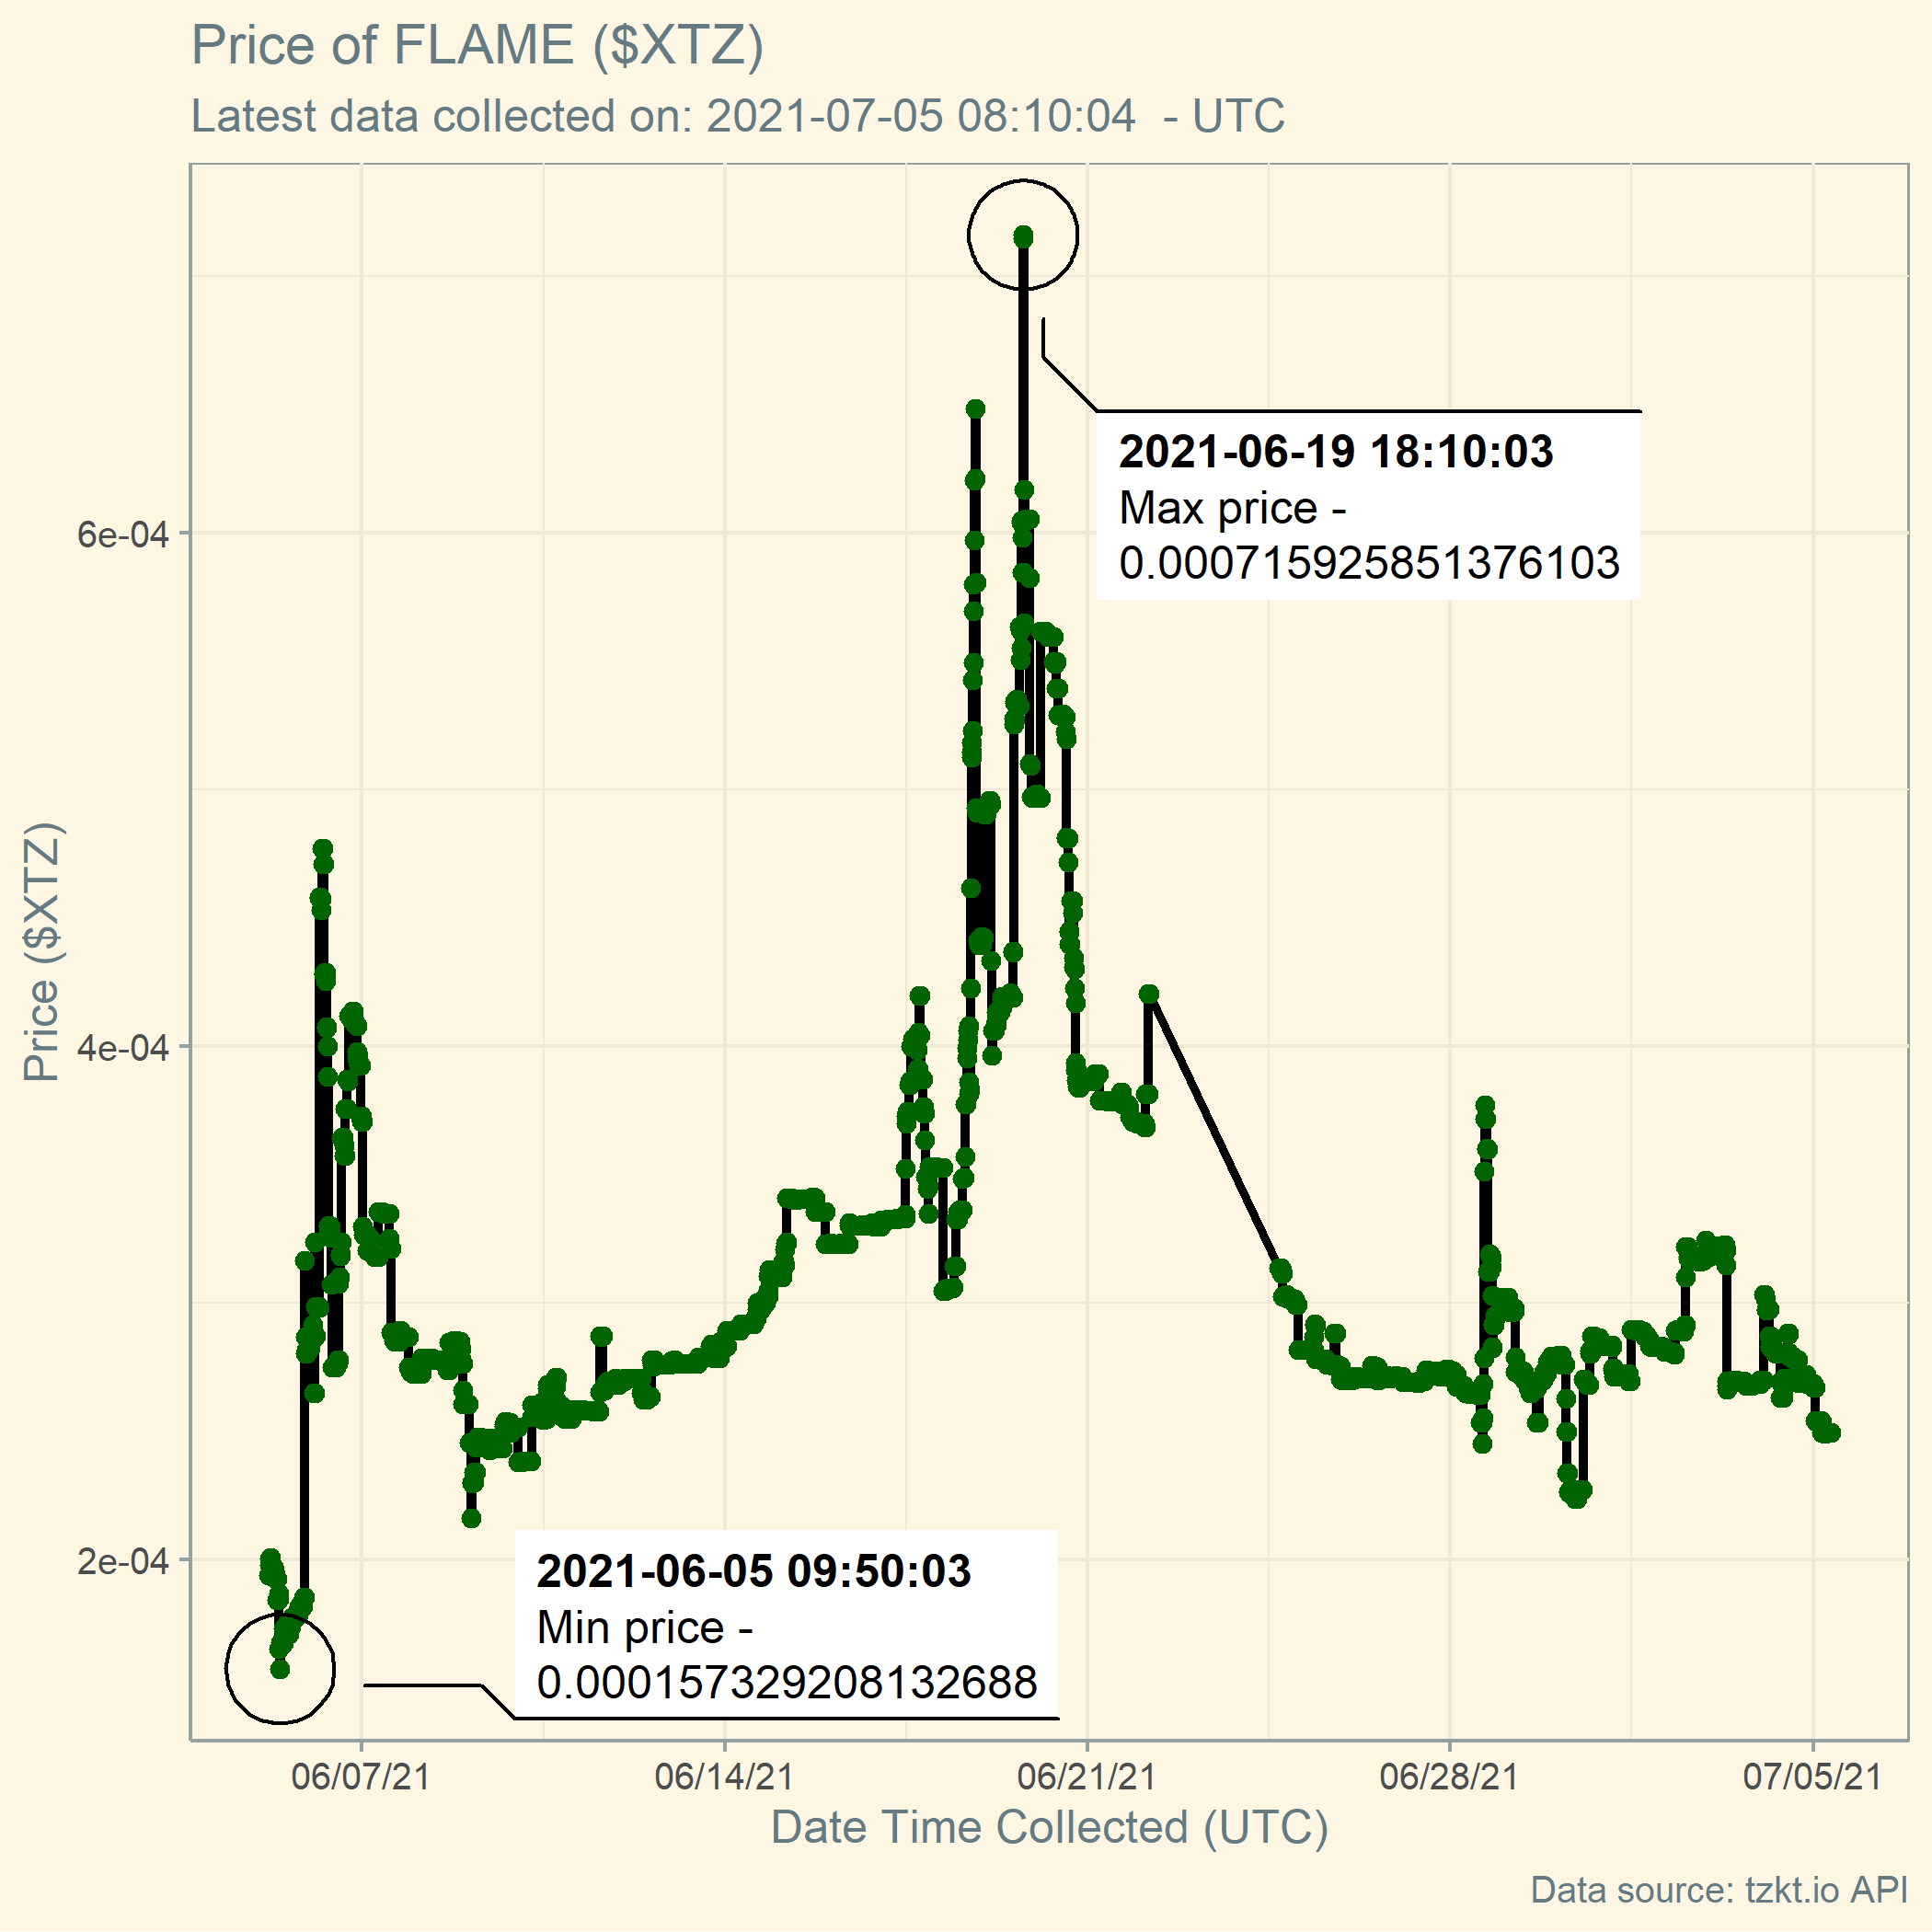 Price of FLAME ($XTZ)
Latest data collected on: 2021-07-05 08:10:04  - UTC
2021-06-19 18:10:03
Max price -
0.000715925851376103
6e-04
Price ($XTZ)
4e-04
2e-04
2021-06-05 09:50:03
Min price -
0.000157329208132688
06/07/21
06/14/21
06/21/21
06/28/21
07/05/21
Date Time Collected (UTC)
Data source: tzkt.io API